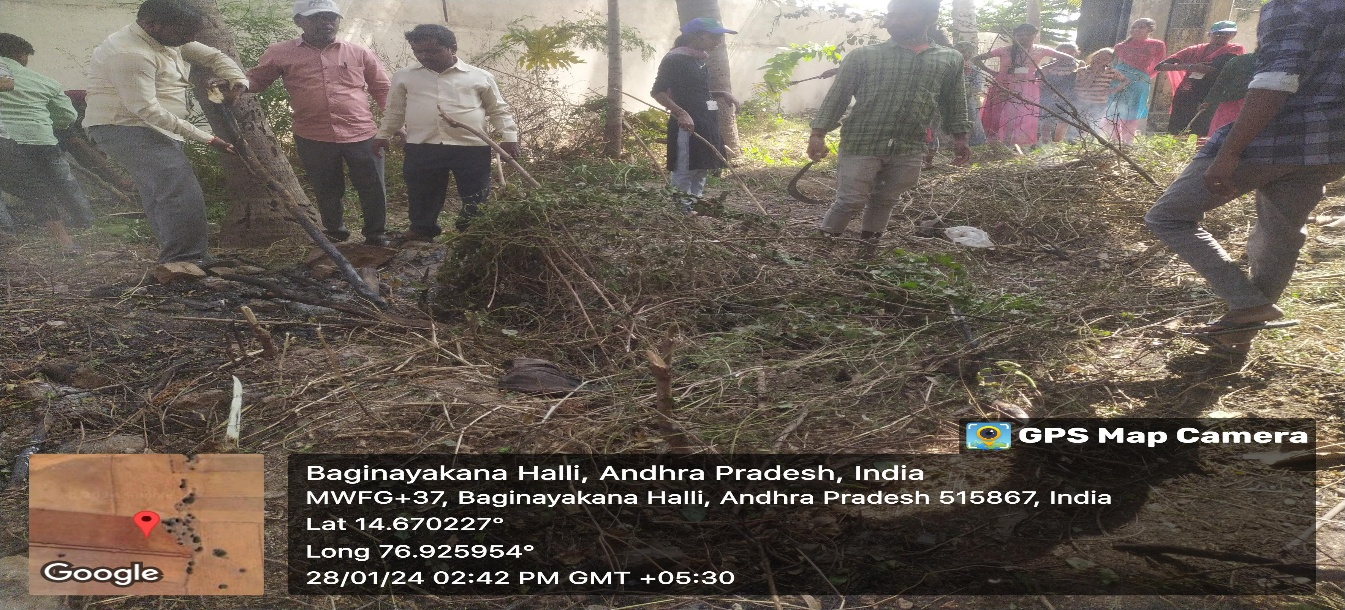 GPS Map Camera
Baginayakana Halli, Andhra Pradesh, India
MWFG+37, Baginayakana Halli, Andhra Pradesh 515867, India
Lat 14.670227°
Long 76.925954°
28/01/24 02:42 PM GMT +05:30
Google